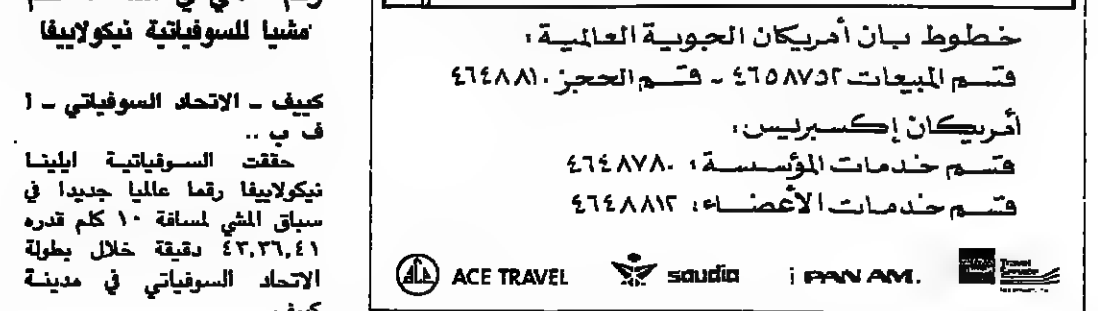 مشيا للسوفياتية نيكولاييفا
كييف ـ الاتحاد السوفياتي ـ أ
ف ب ..
حققت السوفياتية ايلينا
نيكولاييفا رقما عالميا جديدا في
سباق المشي لمسافة ١٠ كلم قدره
٤٣,٣٦,٤١ دقيقة خلال بطولة
الاتحاد السوفياتي في مدينة
كييف
خطوط بان أمريكان الجوية العالمية:
قسم المبيعات ٤٦٥٨٧٥٢ ـ قسم الحجز ٤٦٤٨٨١٠
أمريكان إكسبريس:
قسم خدمات المؤسسة: ٤٦٤٨٧٨٠
قسم خدمات الأعضاء: ٤٦٤٨٨١٢
ACE TRAVEL saudia PAN AM. Travel